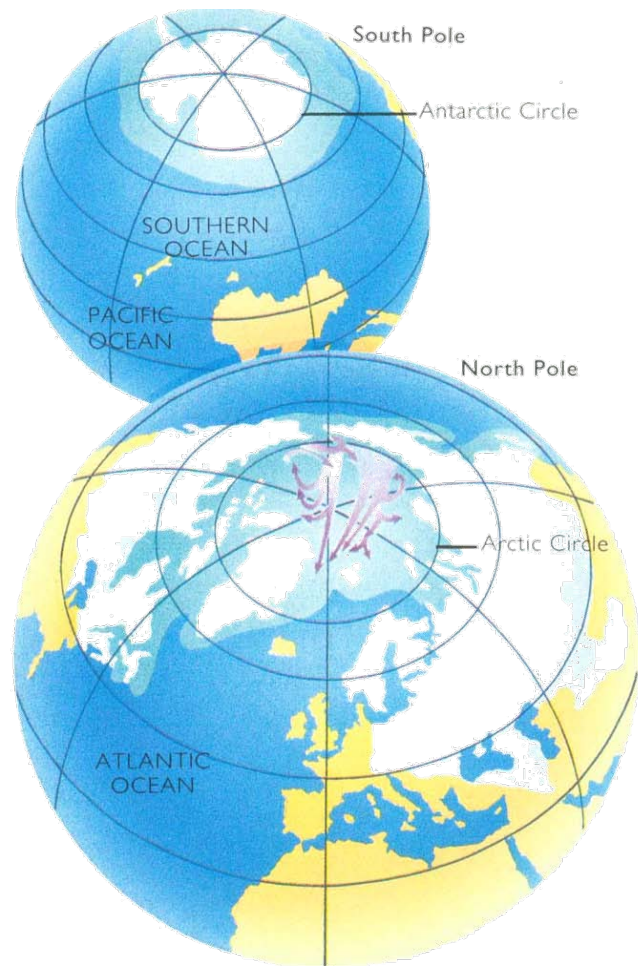 South Pole
Antarctic Circle
SOUTHERN
OCEAN
PACIFIC
OCEAN
North Pole
Arctic Circle
ATLANTIC
OCEAN